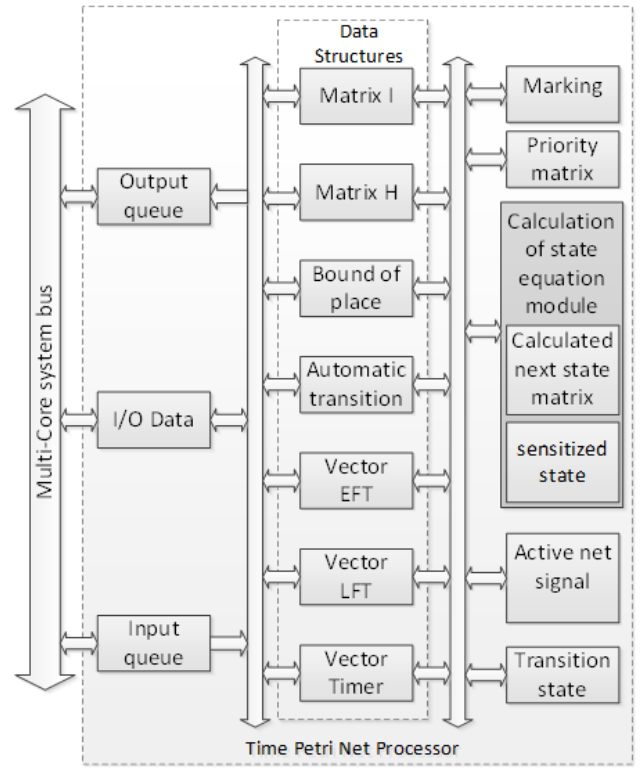 Data
Structures
Multi-Core system bus
Output
queue
I/O Data
Input
queue
Matrix I
Matrix H
Bound of
place
Automatic
transition
Vector
EFT
Vector
LFT
Vector
Timer
Marking
Priority
matrix
Calculation
of state
equation
module
Calculated
next state
matrix
sensitized
state
Active net
signal
Transition
state
Time Petri Net Processor